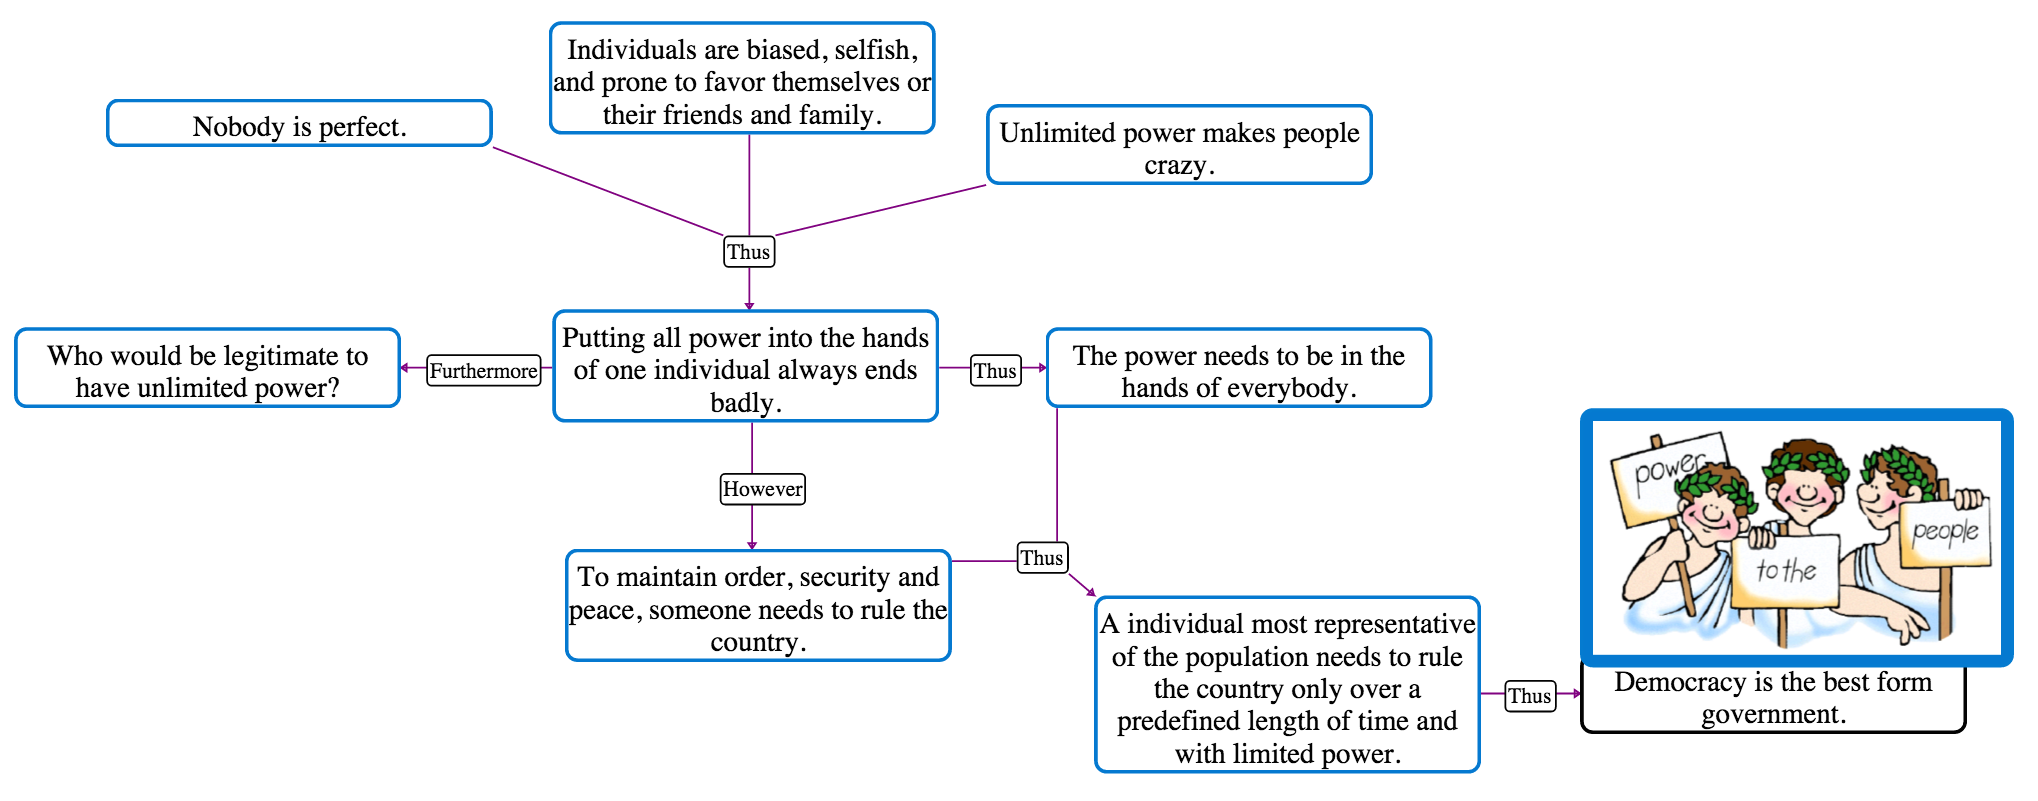 Individuals are biased, selfish,
and prone to favor themselves or
their friends and family.
Nobody is perfect.
Unlimited power makes people
crazy.
Thus
Who would be legitimate to
have unlimited power?
Furthermore
Putting all power into the hands
of one individual always ends
badly.
Thus
The power needs to be in the
hands of everybody.
However
To maintain order, security and
peace, someone needs to rule the
country.
Thus
A individual most representative
of the population needs to rule
the country only over a
predefined length of time and
with limited power.
Thus
power
to the
people
Democracy is the best form
government.